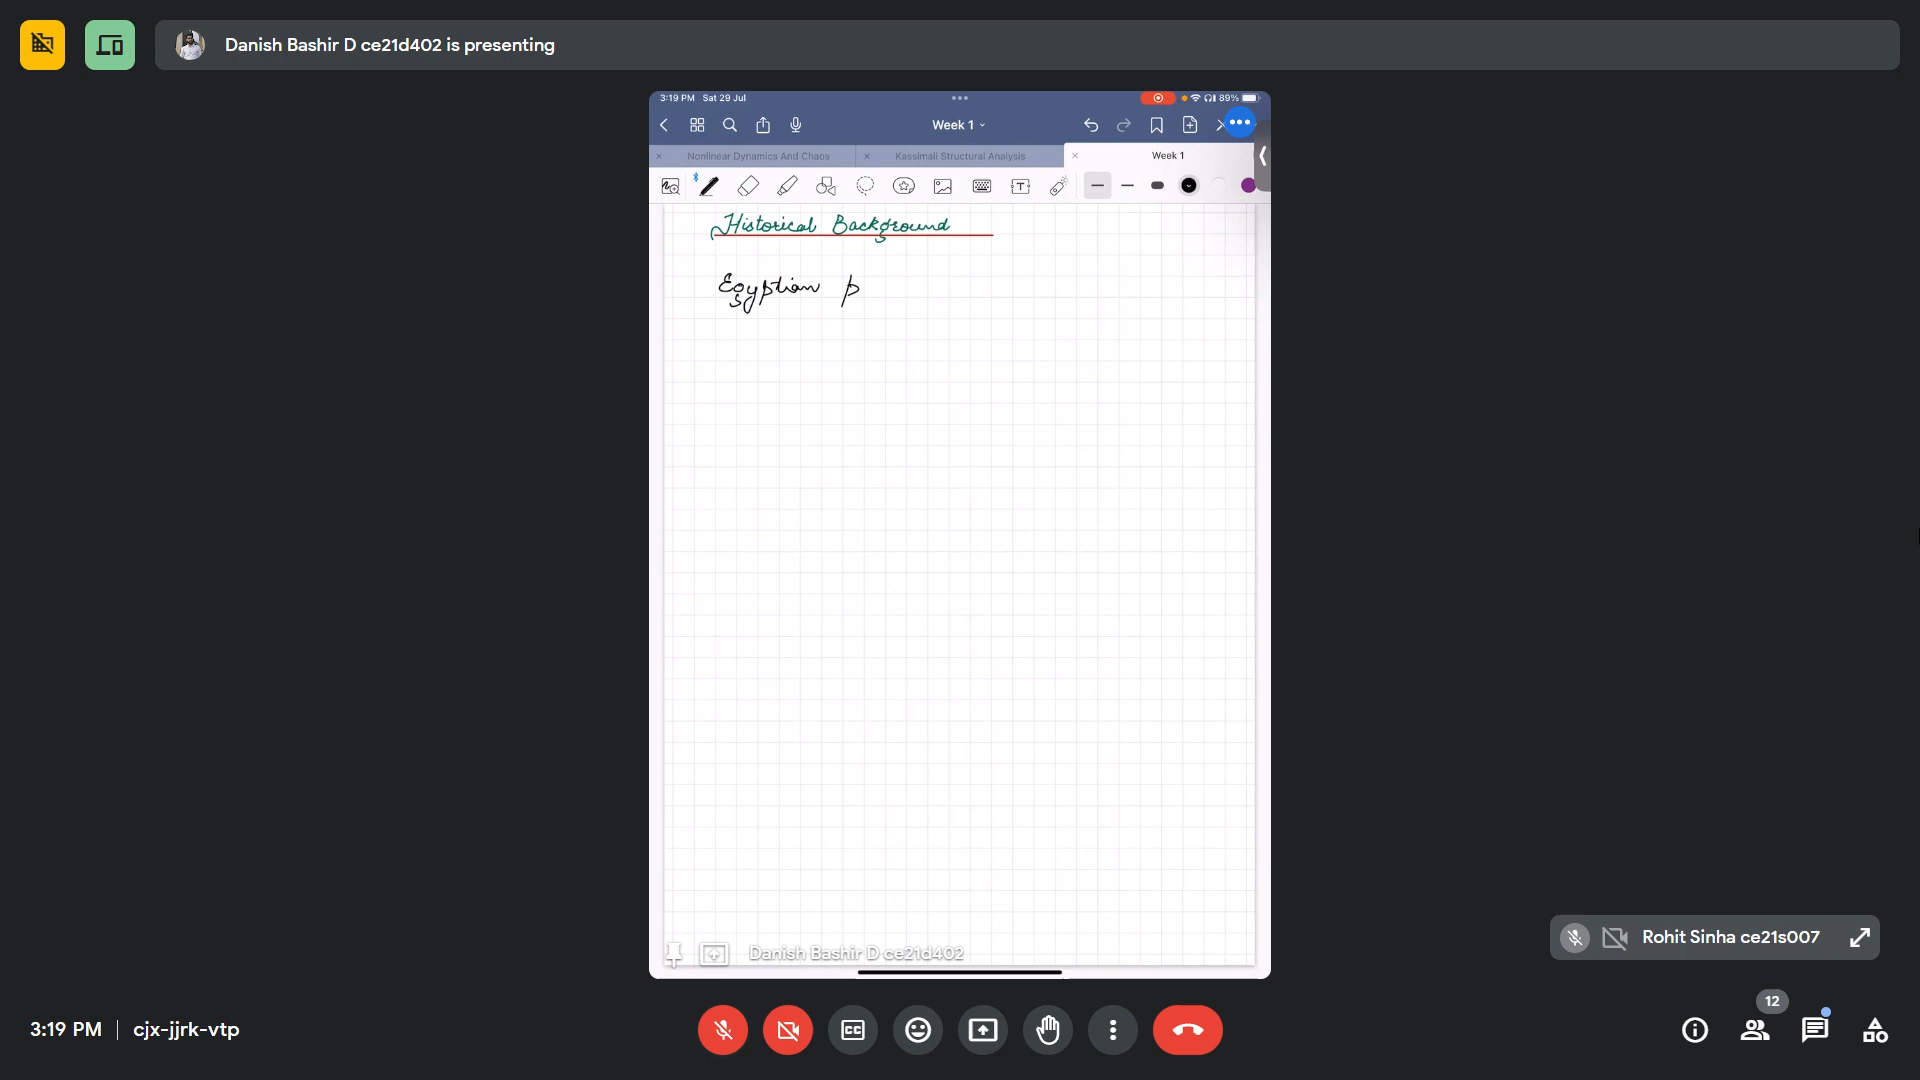 Danish Bashir D ce21d402 is presenting
3:19 PM Sat 29 Jul
89%
Week 1
Nonlinear Dynamics And Chaos
Kassimali Structural Analysis
Week 1
Historical Background
Egyptian p
Danish Bashir D ce21d402
Rohit Sinha ce21s007
3:19 PM | cjx-jjrk-vtp
CC
12